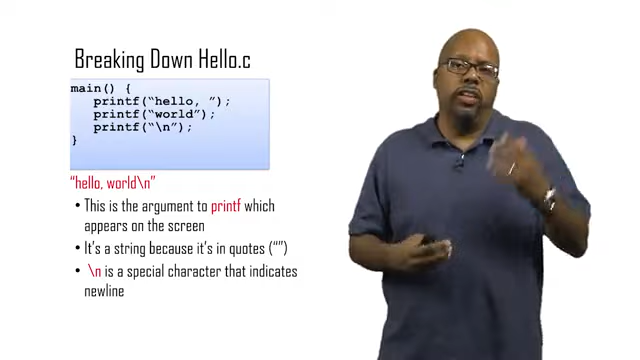 Breaking Down Hello.c
main() {
printf(“hello, ”);
printf(“world”);
printf(“\n”);
}
“hello, world\n”
• This is the argument to printf which
appears on the screen
• It’s a string because it’s in quotes (“”)
• \n is a special character that indicates
newline